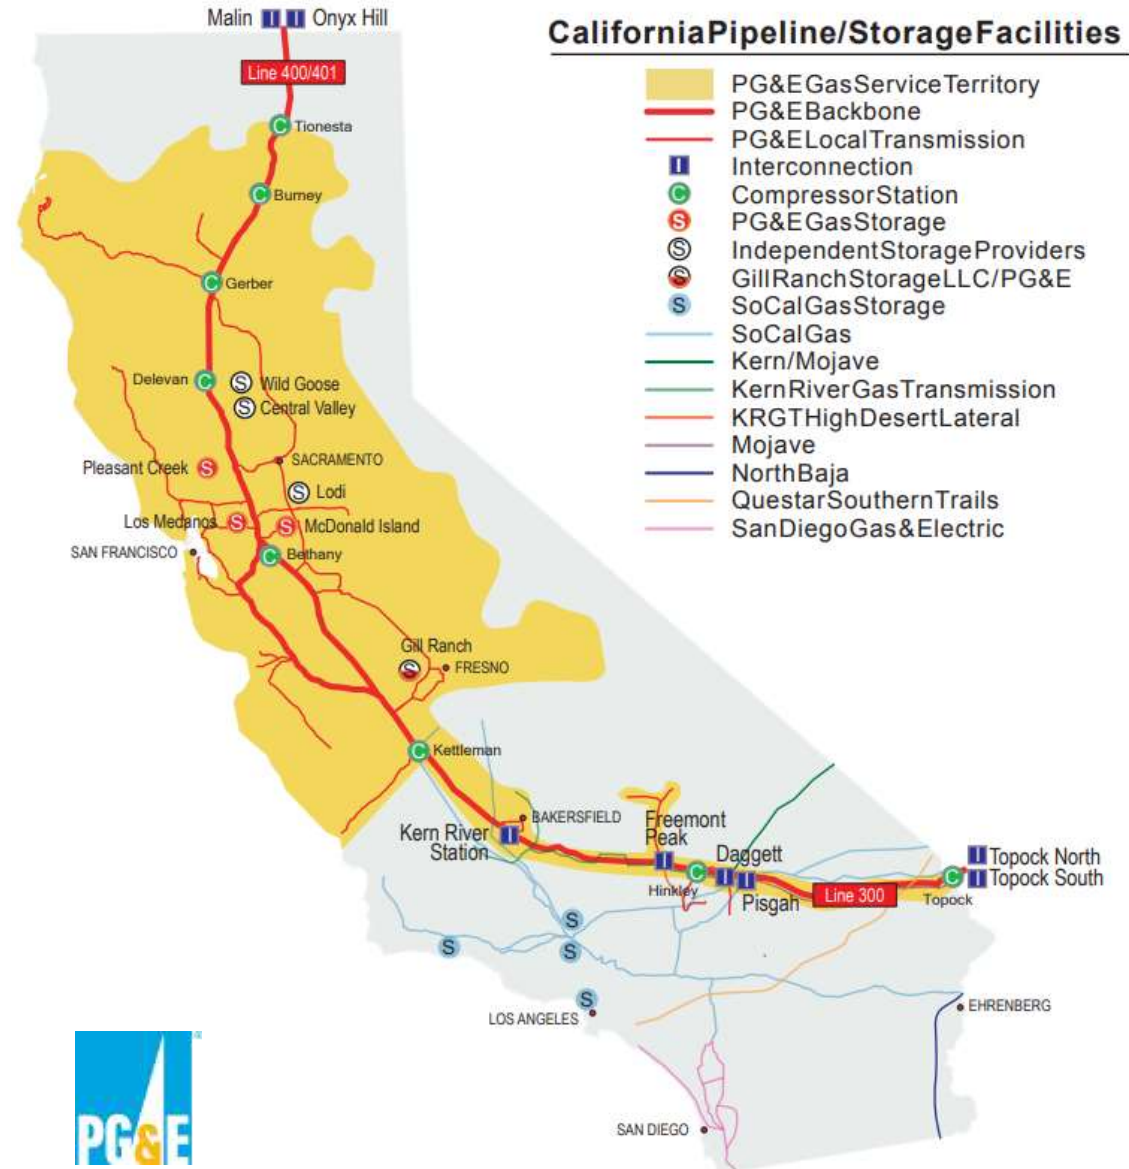 Malin I I Onyx Hill
CaliforniaPipeline/StorageFacilities
Line 400/401
PG&EGasServiceTerritory
PG&EBackbone
PG&ELocalTransmission
I Interconnection
C CompressorStation
S PG&EGasStorage
S IndependentStorageProviders
S GillRanchStorageLLC/PG&E
S SoCalGasStorage
SoCalGas
Kern/Mojave
KernRiverGasTransmission
KRGTHighDesertLateral
Mojave
NorthBaja
QuestarSouthernTrails
SanDiegoGas&Electric
C Tionesta
C Burney
C Gerber
Delevan C
S Wild Goose
S Central Valley
Pleasant Creek S
SACRAMENTO
S Lodi
Los Medanos S
S McDonald Island
SAN FRANCISCO
C Bethany
Gill Ranch
S
FRESNO
C Kettleman
BAKERSFIELD
Kern River
Station
I
Freemont
Peak
I
C
Hinkley
Daggett
I I
Pisgah
Line 300
C
Topock
I Topock North
I Topock South
S
S
S
S
LOS ANGELES
EHRENBERG
SAN DIEGO
PG&E